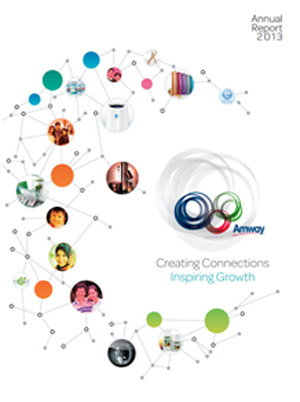 Annual
Report
2013
Amway
Creating Connections
Inspiring Growth